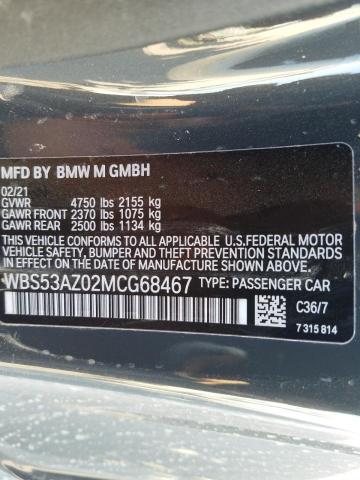 MFD BY BMW M GMBH
02/21
GVWR 4750 lbs 2155 kg
GAWR FRONT 2370 lbs 1075 kg
GAWR REAR 2500 lbs 1134 kg
THIS VEHICLE CONFORMS TO ALL APPLICABLE U.S.FEDERAL MOTOR
VEHICLE SAFETY, BUMPER AND THEFT PREVENTION STANDARDS
IN EFFECT ON THE DATE OF MANUFACTURE SHOWN ABOVE.
WBS53AZ02MCG68467 TYPE: PASSENGER CAR
C36/7
7 315 814